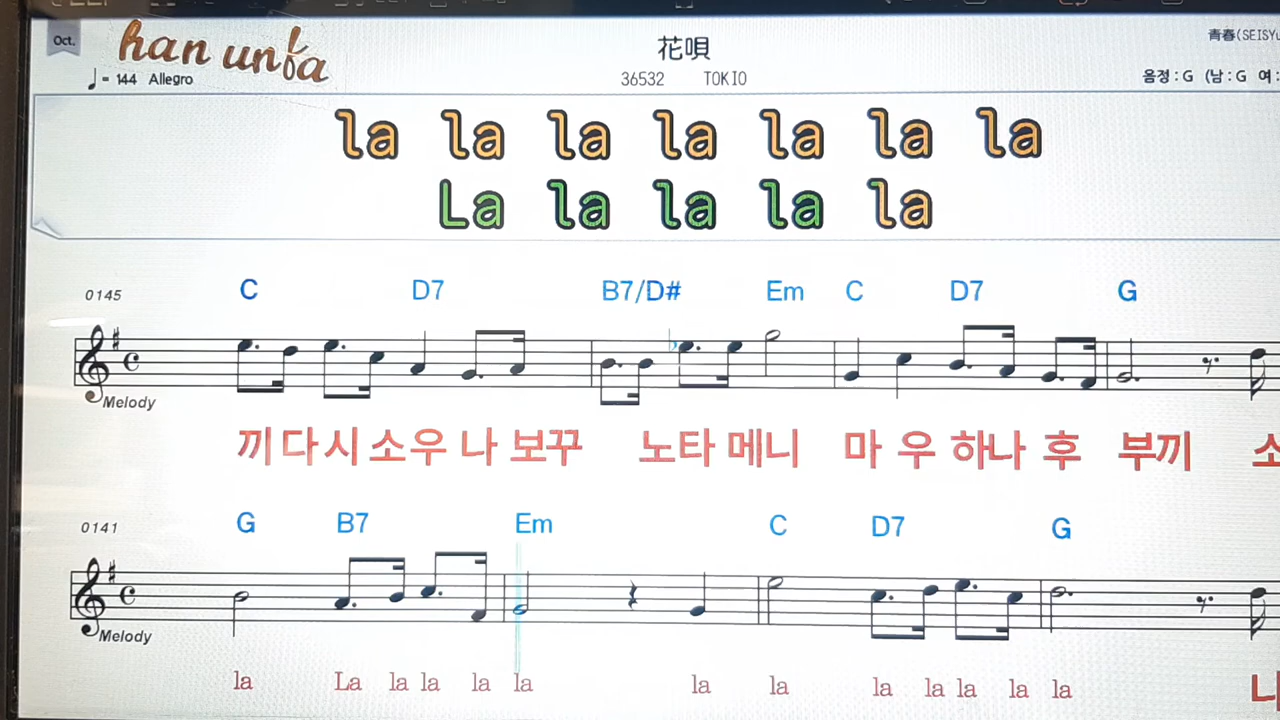 Oct.
han unfa
花唄
青春(SEISYu
♩= 144 Allegro
36532 TOKIO
음정:G (남:G 여:
la la la la la la la
La la la la la
0145
C D7 B7/D# Em C D7 G
Melody
끼다시소우나보꾸 노타메니 마우하나후 부끼 소
0141
G B7 Em C D7 G
Melody
la La la la la la la la la la la la la 나